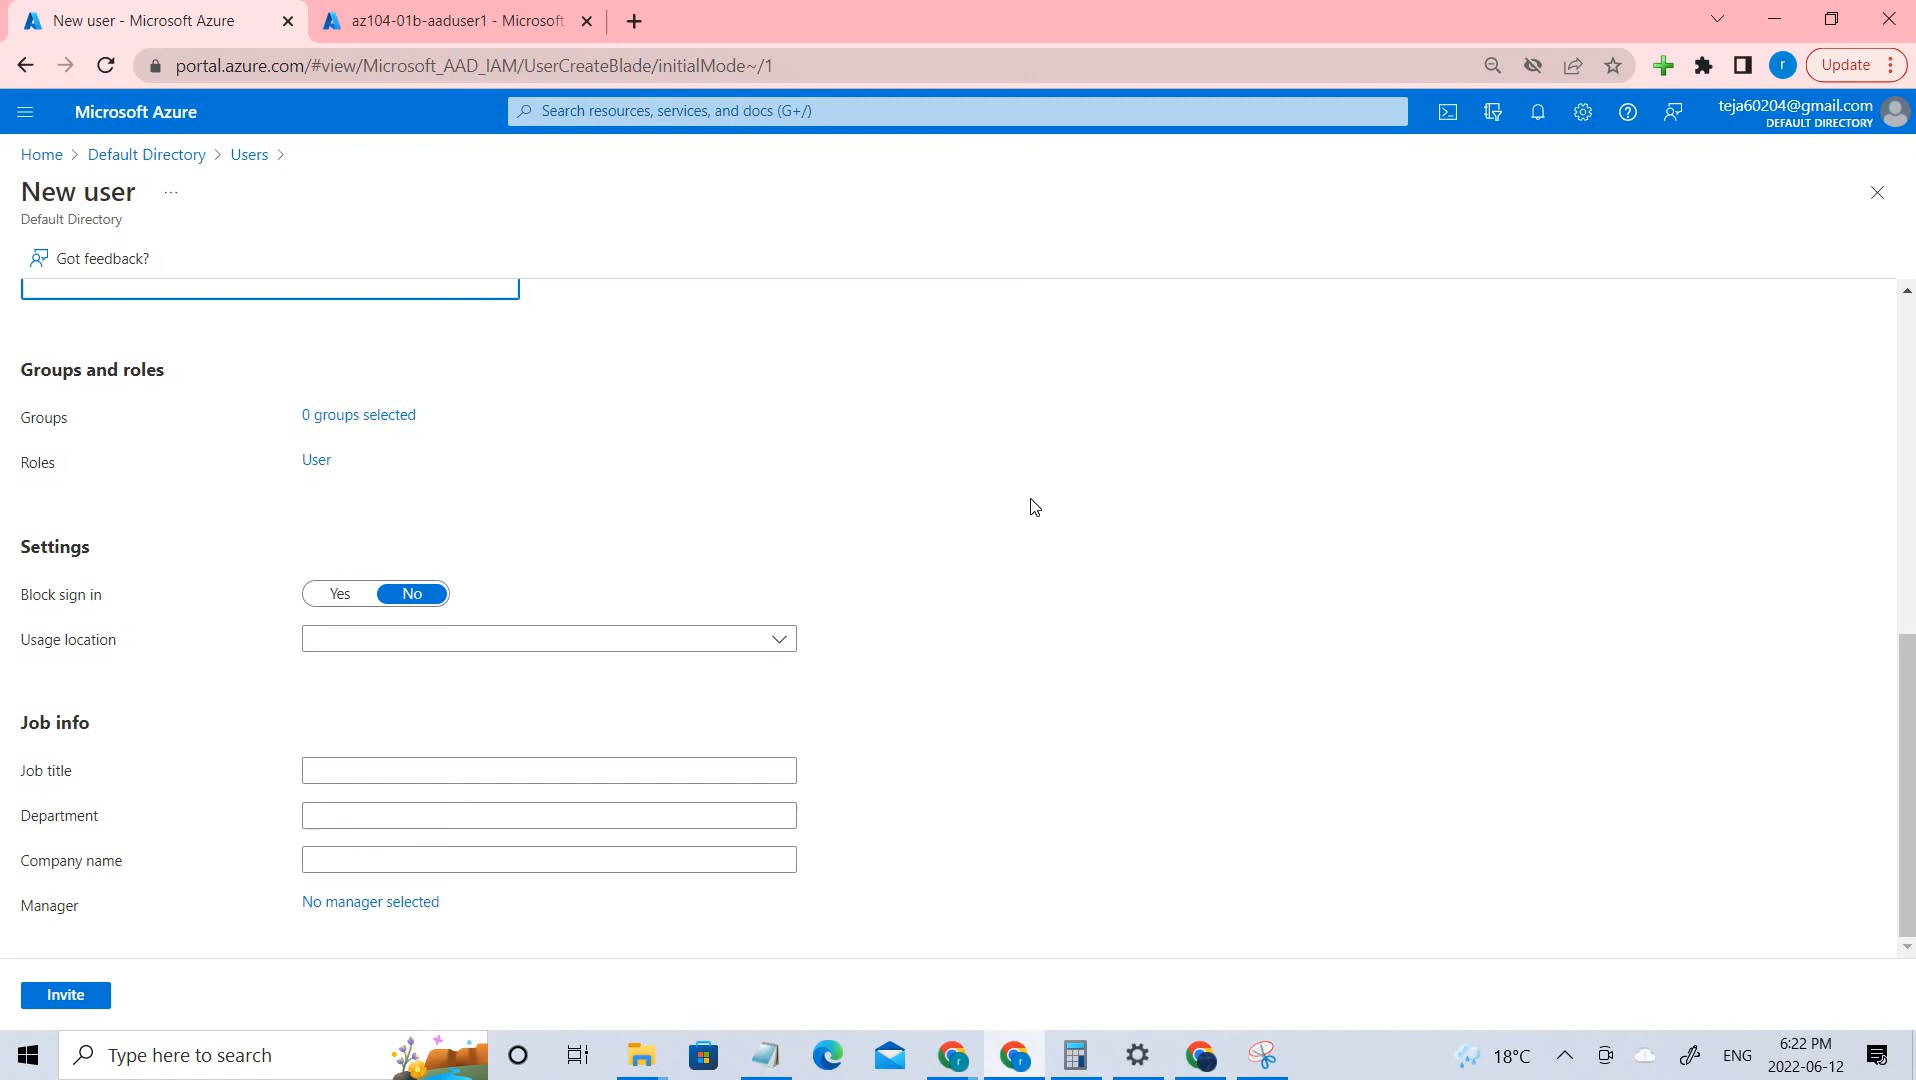 New user - Microsoft Azure
az104-01b-aaduser1 - Microsoft
portal.azure.com/#view/Microsoft_AAD_IAM/UserCreateBlade/initialMode~/1
r
Update
Microsoft Azure
Search resources, services, and docs (G+/)
teja60204@gmail.com
DEFAULT DIRECTORY
Home > Default Directory > Users >
New user ...
Default Directory
Got feedback?
Groups and roles
Groups
0 groups selected
Roles
User
Settings
Block sign in
Yes
No
Usage location
Job info
Job title
Department
Company name
Manager
No manager selected
Invite
Type here to search
18°C
ENG
6:22 PM
2022-06-12